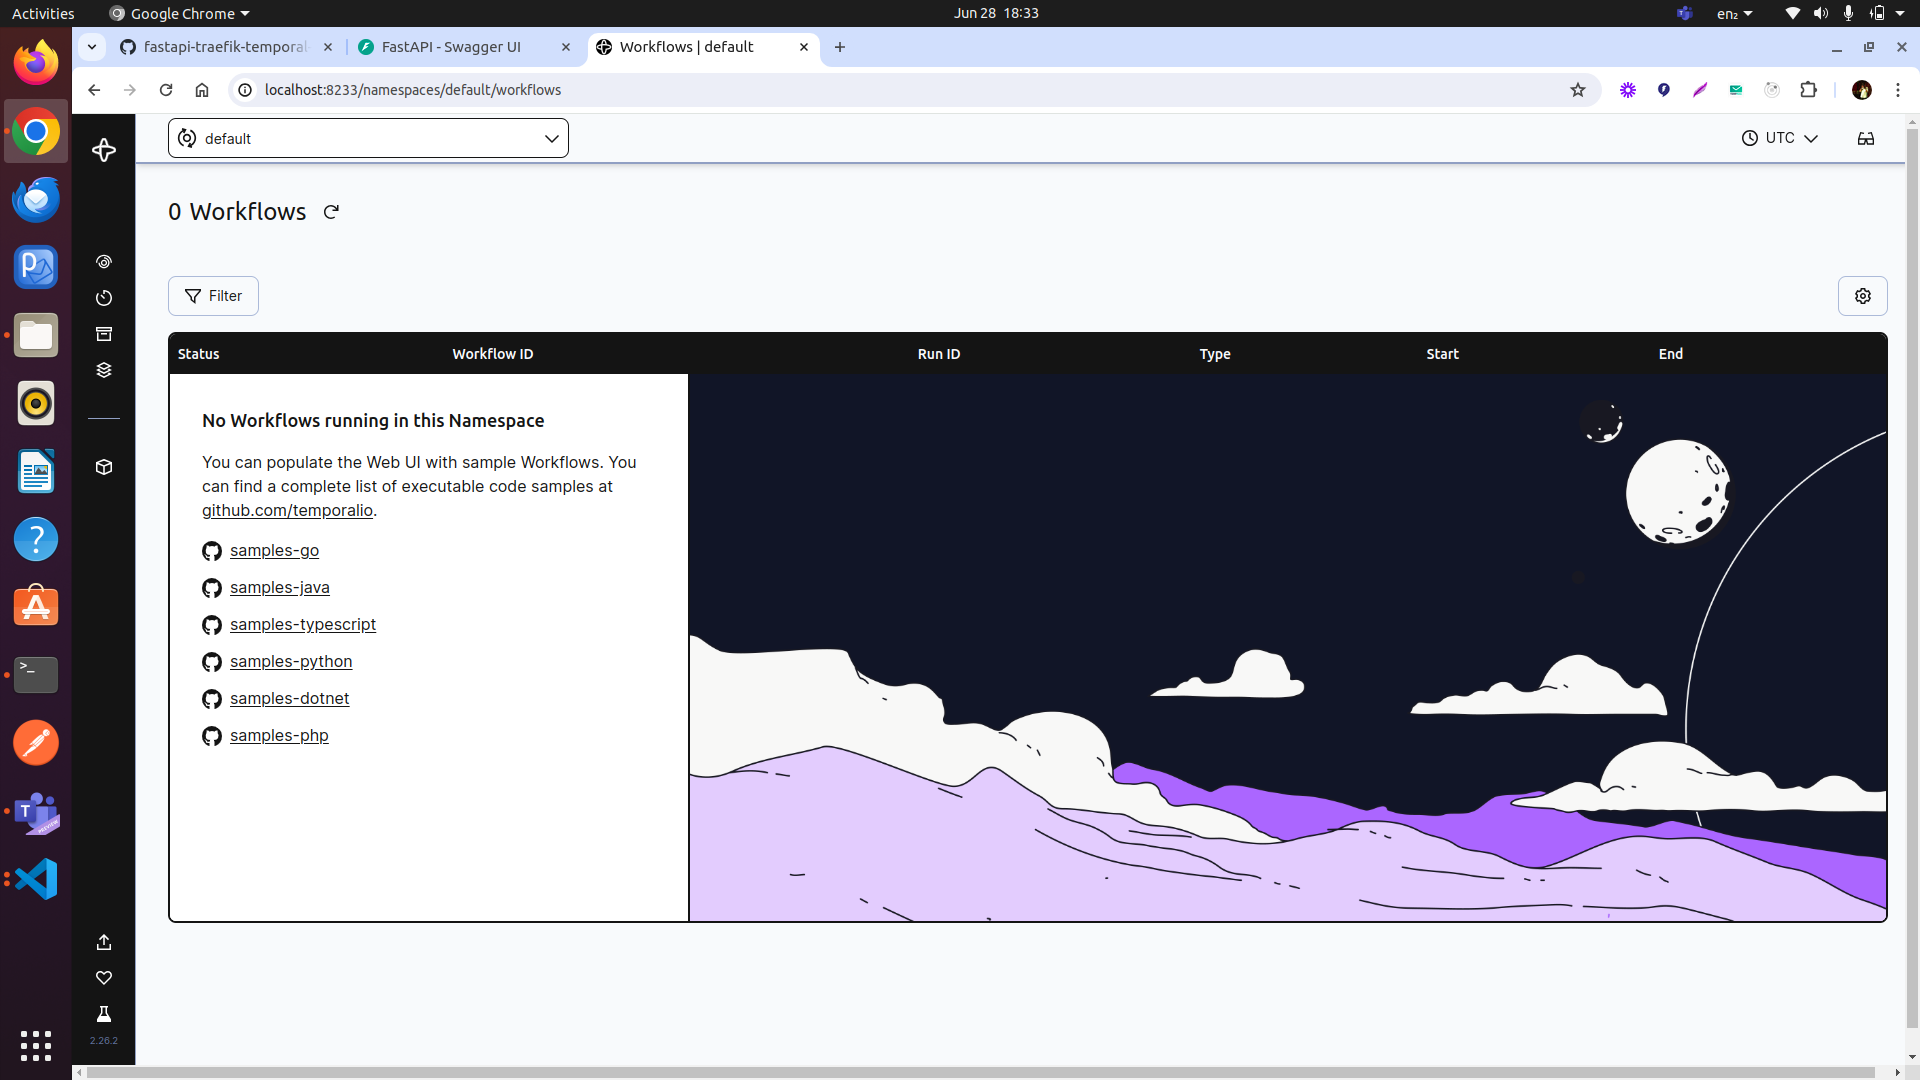 Activities
Google Chrome
Jun 28 18:33
en₂
fastapi-traefik-temporal-
FastAPI - Swagger UI
Workflows | default
localhost:8233/namespaces/default/workflows
default
UTC
0 Workflows
Filter
Status
Workflow ID
Run ID
Type
Start
End
No Workflows running in this Namespace
You can populate the Web UI with sample Workflows. You
can find a complete list of executable code samples at
github.com/temporalio.
samples-go
samples-java
samples-typescript
samples-python
samples-dotnet
samples-php
2.26.2